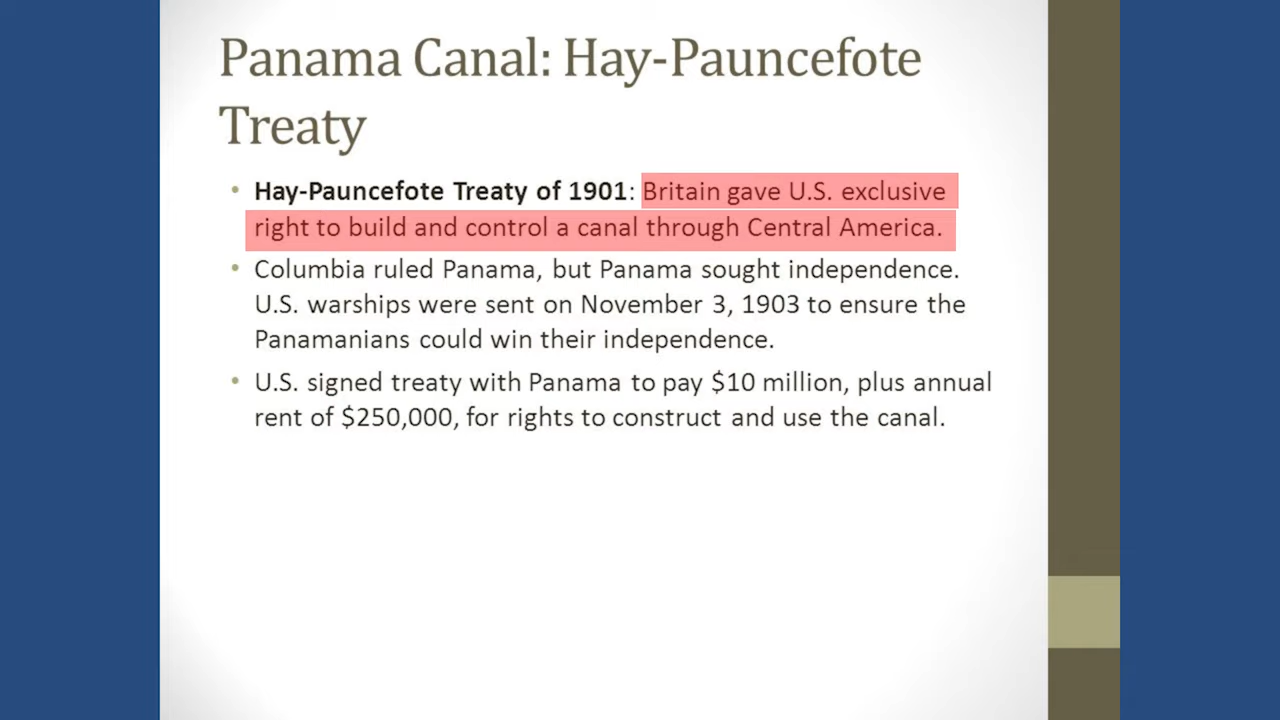 Panama Canal: Hay-Pauncefote
Treaty
• Hay-Pauncefote Treaty of 1901: Britain gave U.S. exclusive
right to build and control a canal through Central America.
• Columbia ruled Panama, but Panama sought independence.
U.S. warships were sent on November 3, 1903 to ensure the
Panamanians could win their independence.
• U.S. signed treaty with Panama to pay $10 million, plus annual
rent of $250,000, for rights to construct and use the canal.